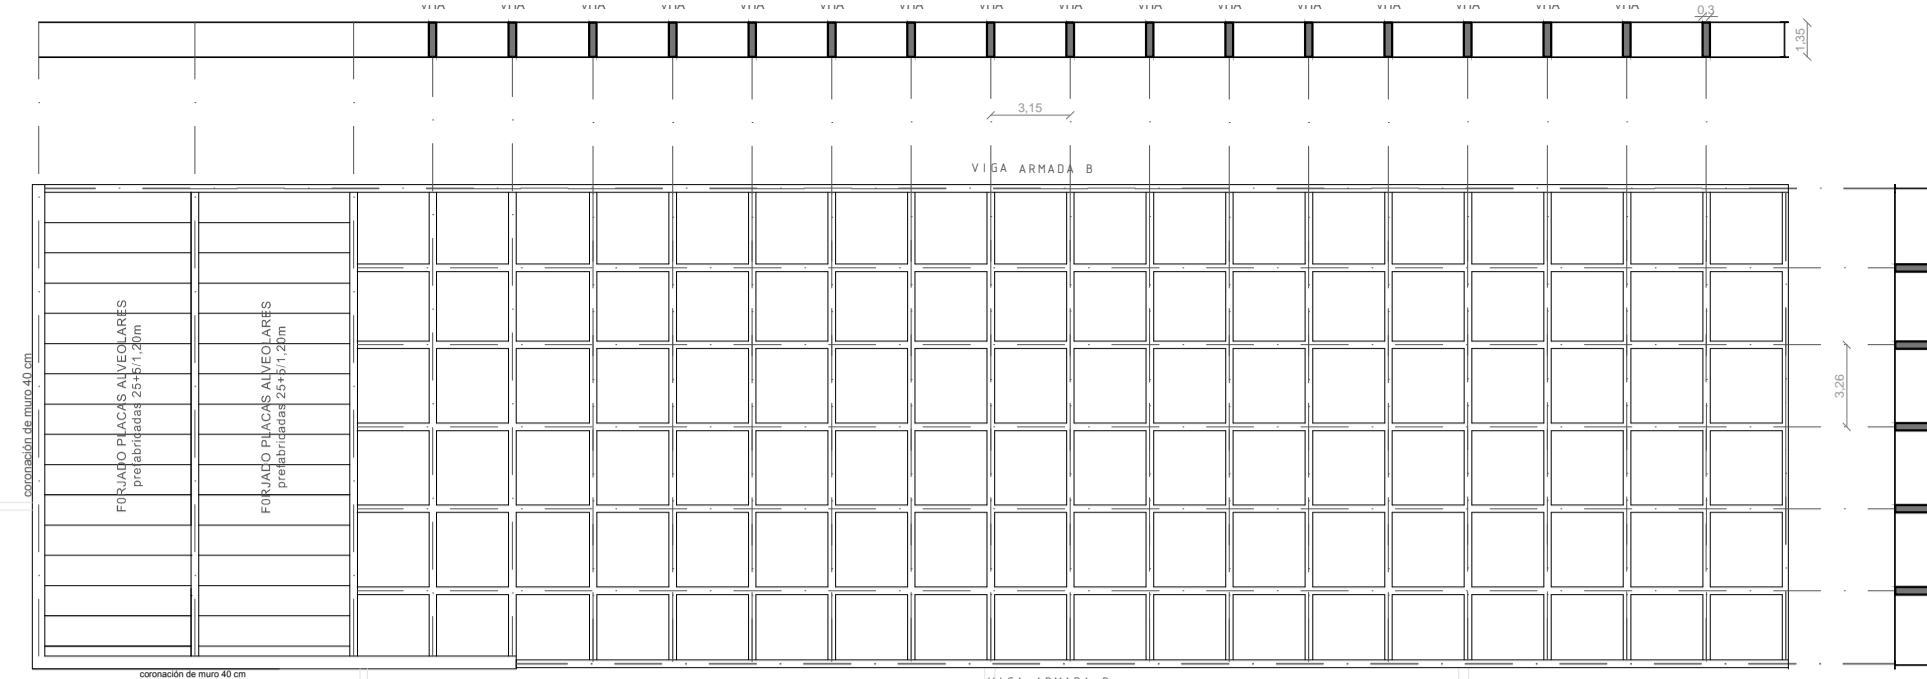 0,3
1,35
3,15
VIGA ARMADA B
FORJADO PLACAS ALVEOLARES
prefabricadas 25+5/1,20m
FORJADO PLACAS ALVEOLARES
prefabricadas 25+5/1,20m
coronación de muro 40 cm
3,26
coronación de muro 40 cm